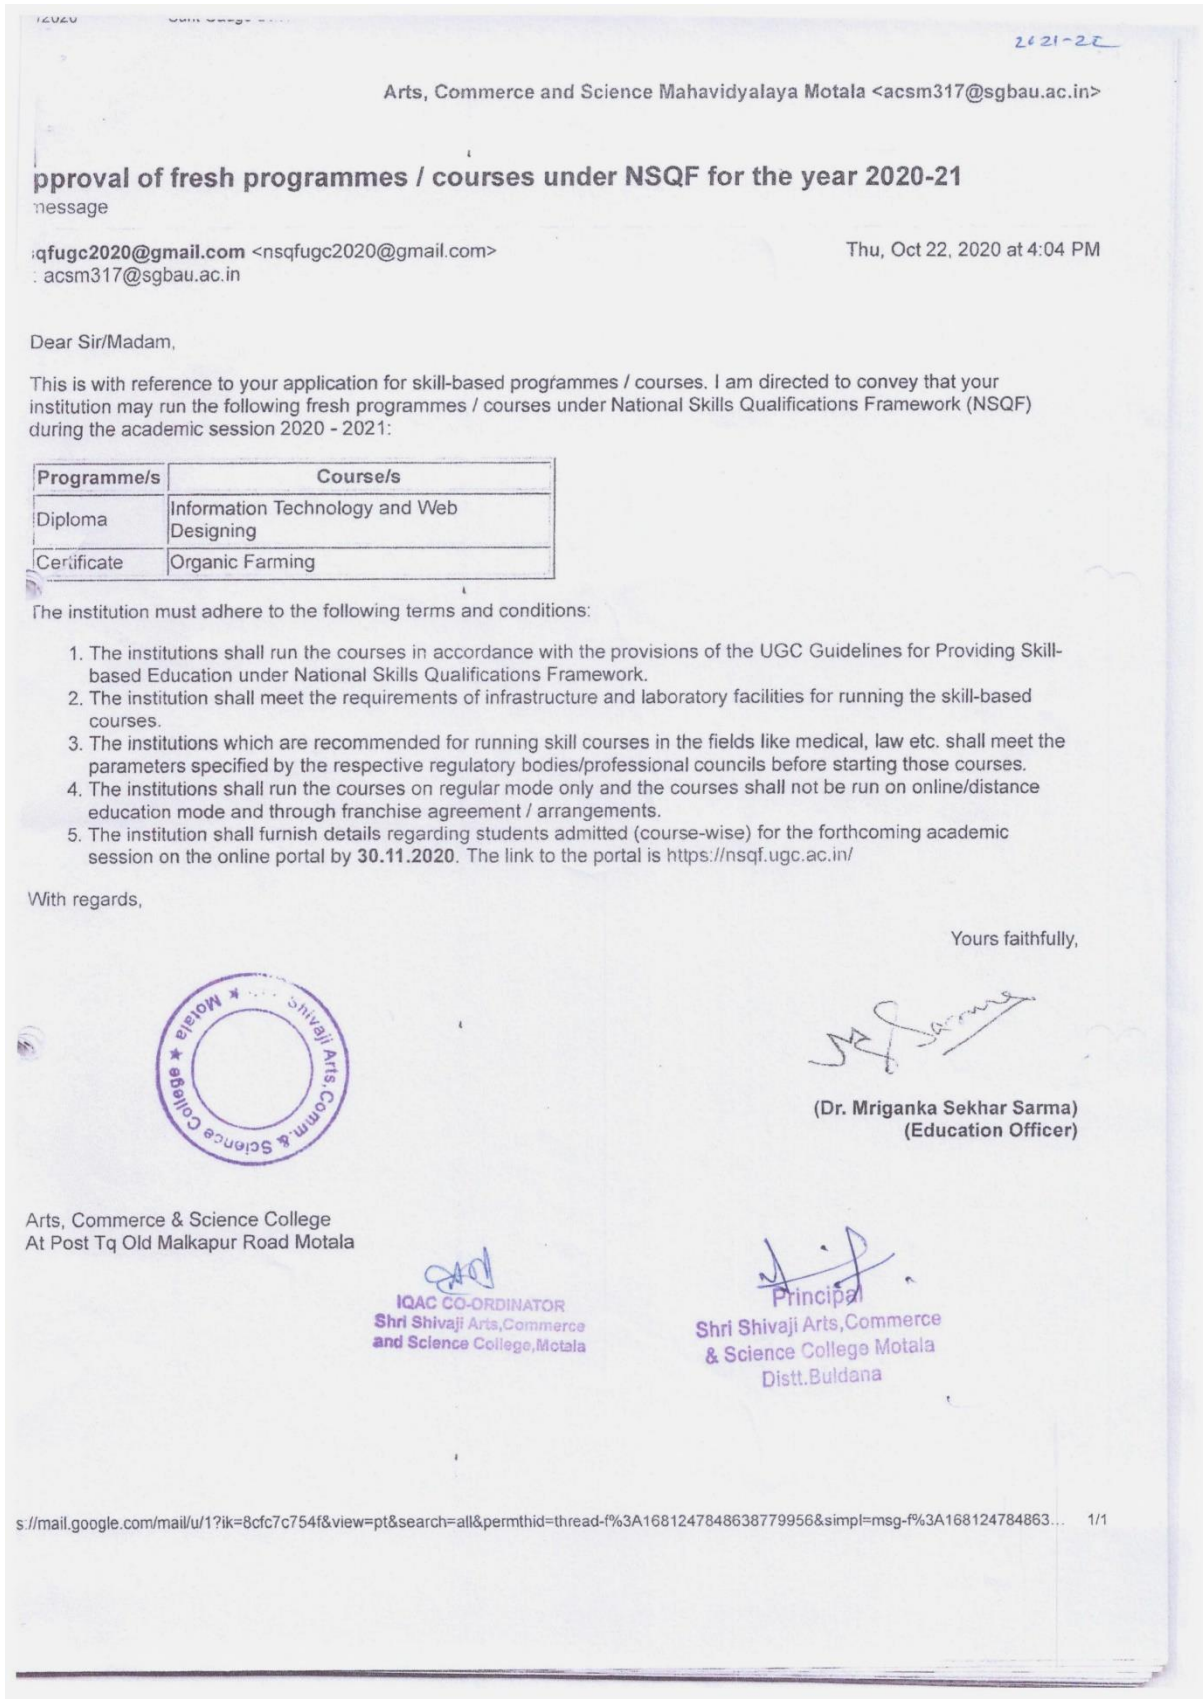 2021-22
Arts, Commerce and Science Mahavidyalaya Motala <acsm317@sgbau.ac.in>
pproval of fresh programmes / courses under NSQF for the year 2020-21
message
qfugc2020@gmail.com <nsqfugc2020@gmail.com>
Thu, Oct 22, 2020 at 4:04 PM
: acsm317@sgbau.ac.in
Dear Sir/Madam,
This is with reference to your application for skill-based programmes / courses. I am directed to convey that your
institution may run the following fresh programmes / courses under National Skills Qualifications Framework (NSQF)
during the academic session 2020 - 2021:
Programme/s Course/s
Diploma Information Technology and Web
Designing
Certificate Organic Farming
The institution must adhere to the following terms and conditions:
1. The institutions shall run the courses in accordance with the provisions of the UGC Guidelines for Providing Skill-
based Education under National Skills Qualifications Framework.
2. The institution shall meet the requirements of infrastructure and laboratory facilities for running the skill-based
courses.
3. The institutions which are recommended for running skill courses in the fields like medical, law etc. shall meet the
parameters specified by the respective regulatory bodies/professional councils before starting those courses.
4. The institutions shall run the courses on regular mode only and the courses shall not be run on online/distance
education mode and through franchise agreement / arrangements.
5. The institution shall furnish details regarding students admitted (course-wise) for the forthcoming academic
session on the online portal by 30.11.2020. The link to the portal is https://nsqf.ugc.ac.in/
With regards,
Yours faithfully,
Shivaji Arts,Comm.& Science College ★ Motala ★
(Dr. Mriganka Sekhar Sarma)
(Education Officer)
Arts, Commerce & Science College
At Post Tq Old Malkapur Road Motala
IQAC CO-ORDINATOR
Shri Shivaji Arts,Commerce
and Science College,Motala
Principal
Shri Shivaji Arts,Commerce
& Science College Motala
Distt.Buldana
s://mail.google.com/mail/u/1?ik=8cfc7c754f&view=pt&search=all&permthid=thread-f%3A1681247848638779956&simpl=msg-f%3A168124784863... 1/1